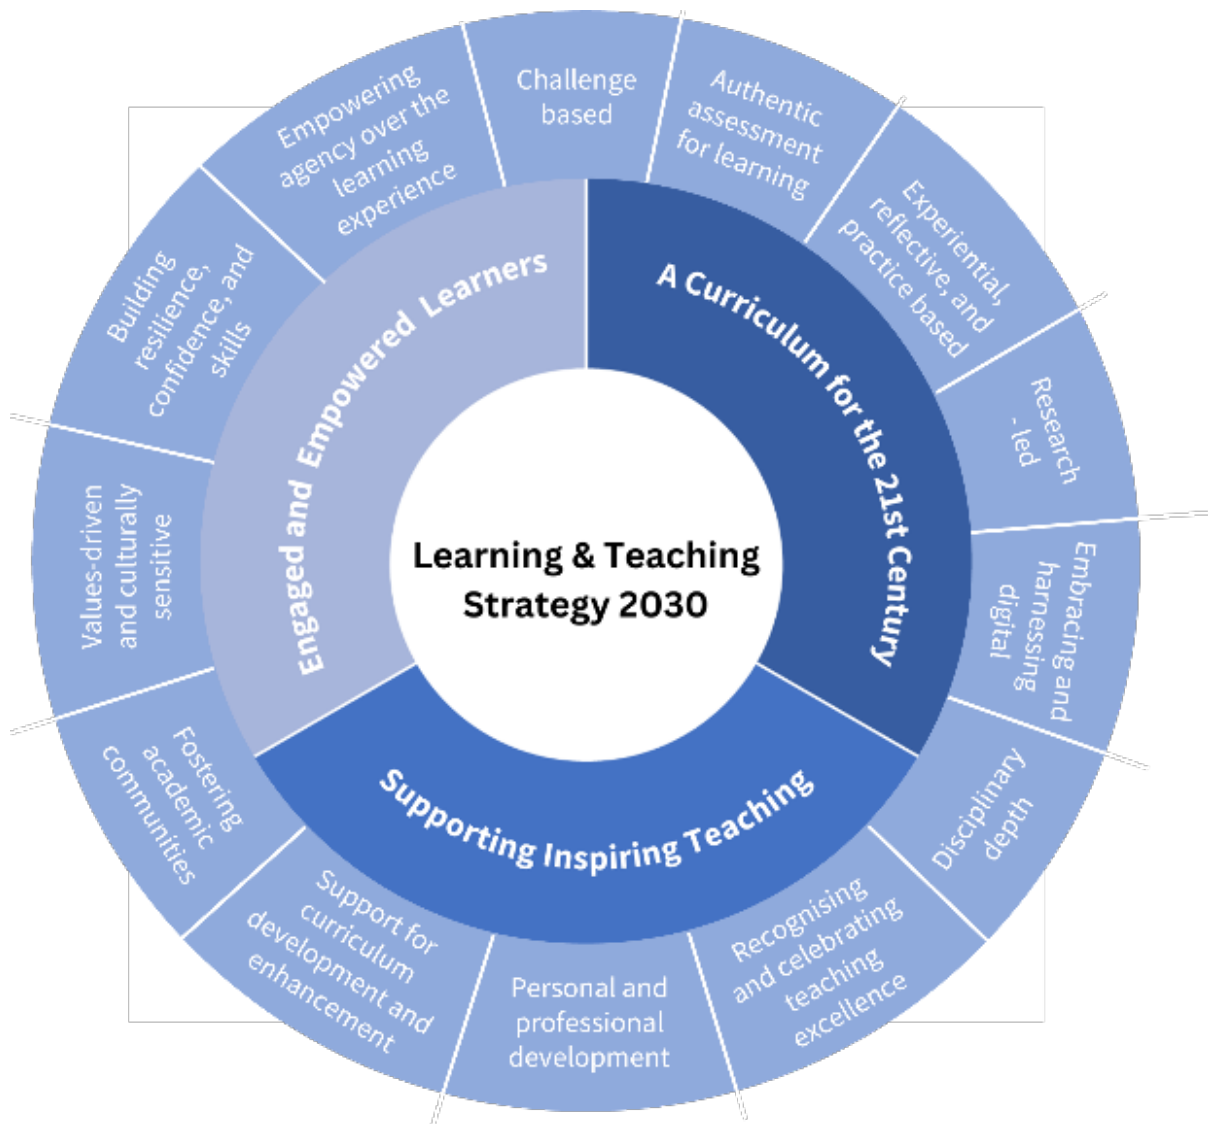 Learning & Teaching
Strategy 2030
A Curriculum for the 21st Century
Supporting Inspiring Teaching
Engaged and Empowered Learners
Challenge
based
Authentic
assessment
for learning
Experiential,
reflective, and
practice based
Research
- led
Embracing and
harnessing
digital
Disciplinary
depth
Recognising
and celebrating
teaching
excellence
Personal and
professional
development
Support for
curriculum
development and
enhancement
Fostering
academic
communities
Values-driven
and culturally
sensitive
Building
resilience,
confidence, and
skills
Empowering
agency over the
learning
experience